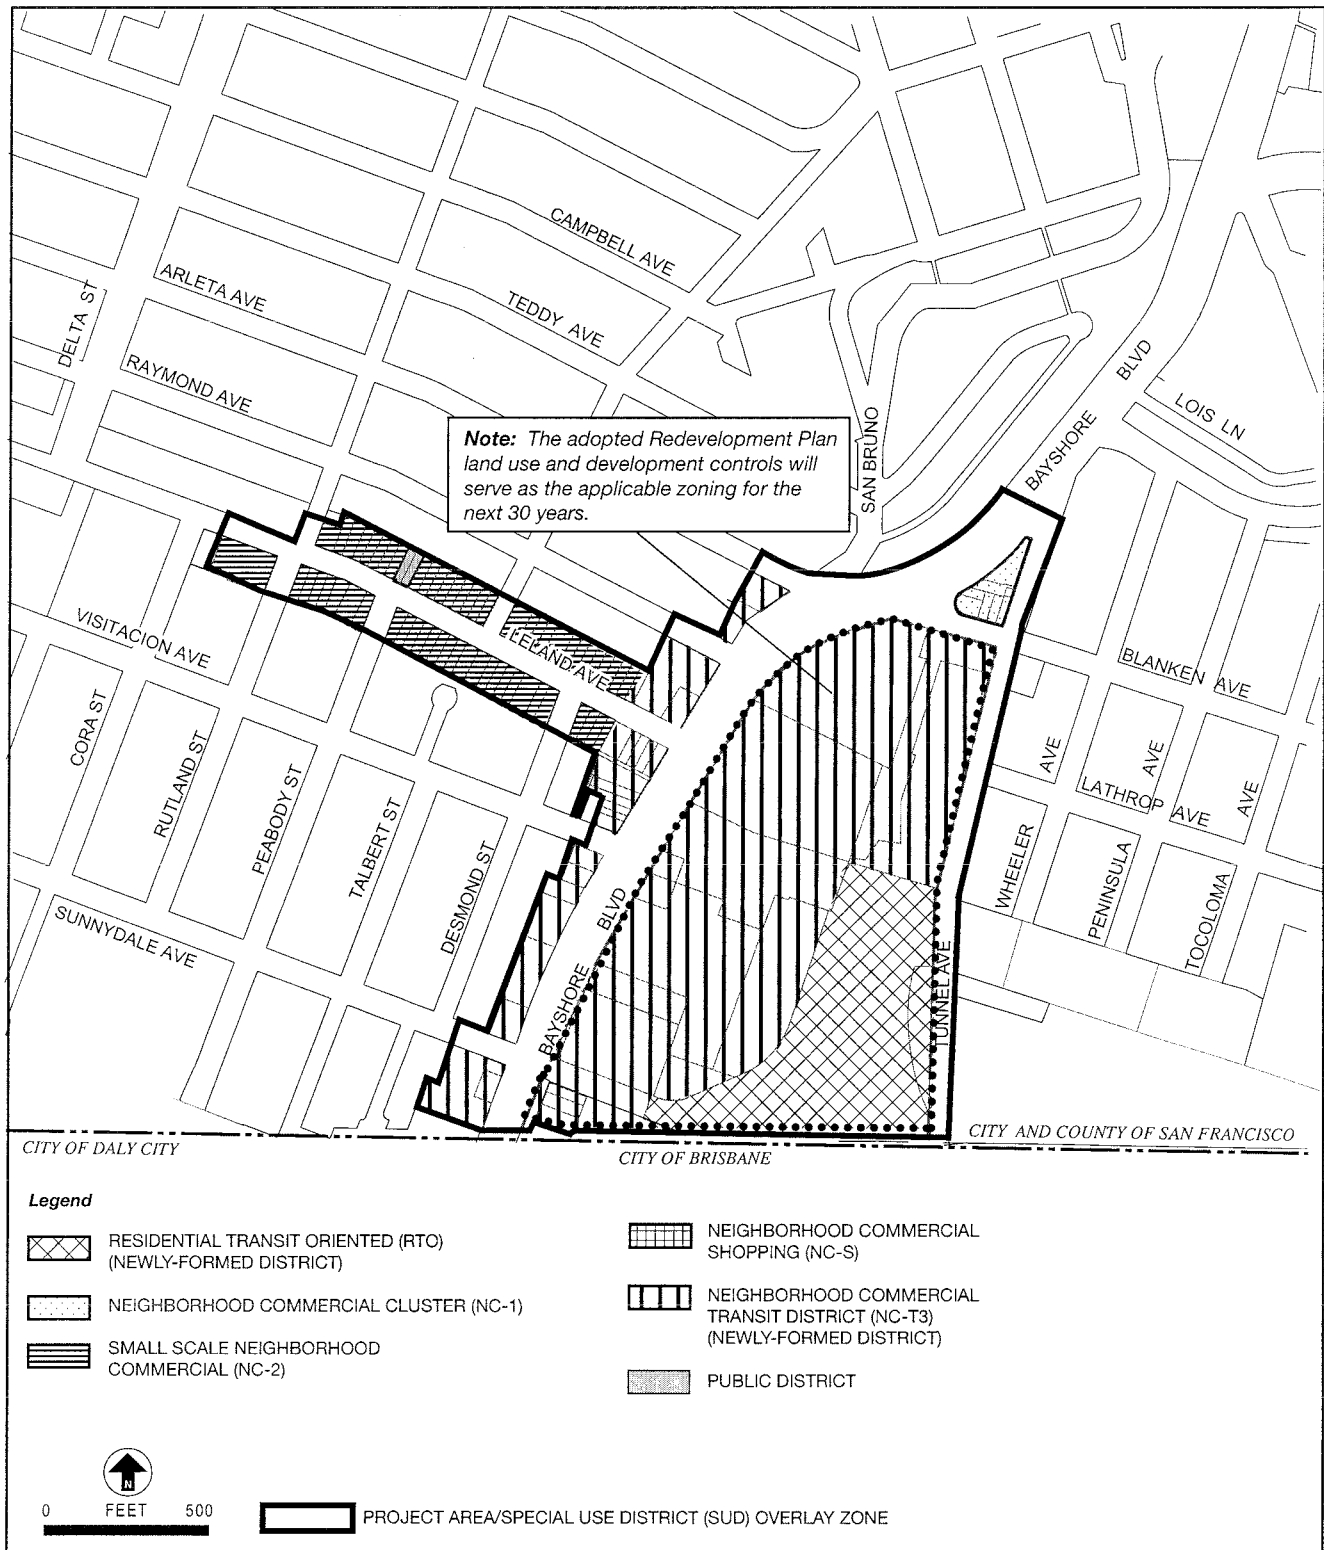 CAMPBELL AVE
ARLETA AVE
TEDDY AVE
DELTA ST
RAYMOND AVE
BLVD
LOIS LN
BAYSHORE
SAN BRUNO
Note: The adopted Redevelopment Plan
land use and development controls will
serve as the applicable zoning for the
next 30 years.
VISITACION AVE
LELAND AVE
BLANKEN AVE
CORA ST
RUTLAND ST
PEABODY ST
TALBERT ST
DESMOND ST
AVE
AVE
AVE
LATHROP AVE
WHEELER
PENINSULA
TOCOLOMA
SUNNYDALE AVE
BLVD
BAYSHORE
TUNNEL AVE
CITY OF DALY CITY
CITY AND COUNTY OF SAN FRANCISCO
CITY OF BRISBANE
Legend
RESIDENTIAL TRANSIT ORIENTED (RTO)
(NEWLY-FORMED DISTRICT)
NEIGHBORHOOD COMMERCIAL CLUSTER (NC-1)
SMALL SCALE NEIGHBORHOOD
COMMERCIAL (NC-2)
NEIGHBORHOOD COMMERCIAL
SHOPPING (NC-S)
NEIGHBORHOOD COMMERCIAL
TRANSIT DISTRICT (NC-T3)
(NEWLY-FORMED DISTRICT)
PUBLIC DISTRICT
N
0 FEET 500
PROJECT AREA/SPECIAL USE DISTRICT (SUD) OVERLAY ZONE